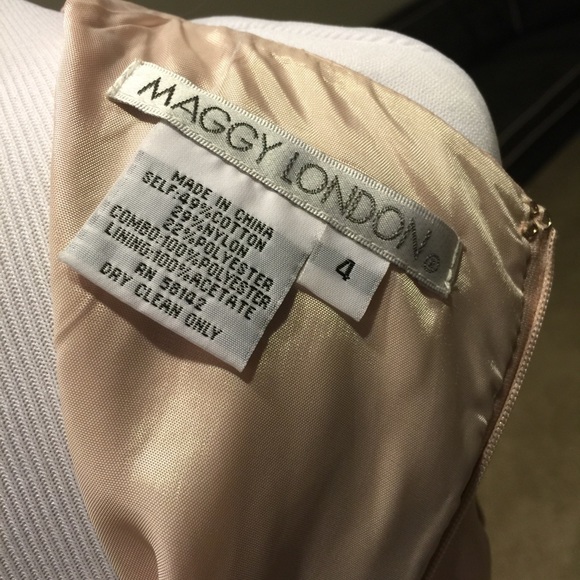 MAGGY LONDON®
MADE IN CHINA
SELF:49%COTTON
29%NYLON
22%POLYESTER
COMBO:100%POLYESTER
LINING:100%ACETATE
RN 58142
DRY CLEAN ONLY
4